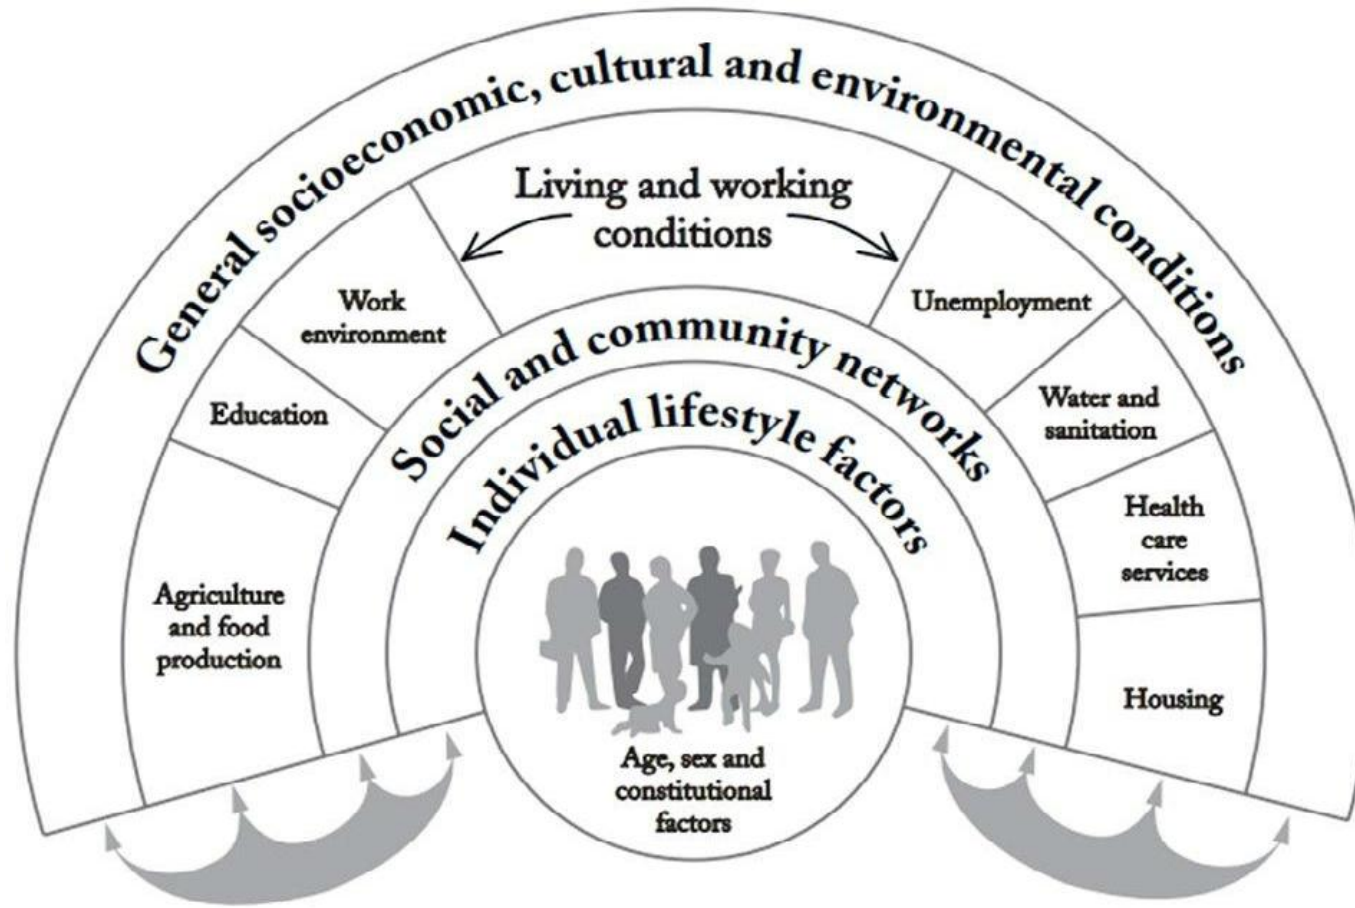 General socioeconomic, cultural and environmental conditions
Living and working
conditions
Work
environment
Unemployment
Education
Water and
sanitation
Agriculture
and food
production
Health
care
services
Housing
Social and community networks
Individual lifestyle factors
Age, sex and
constitutional
factors